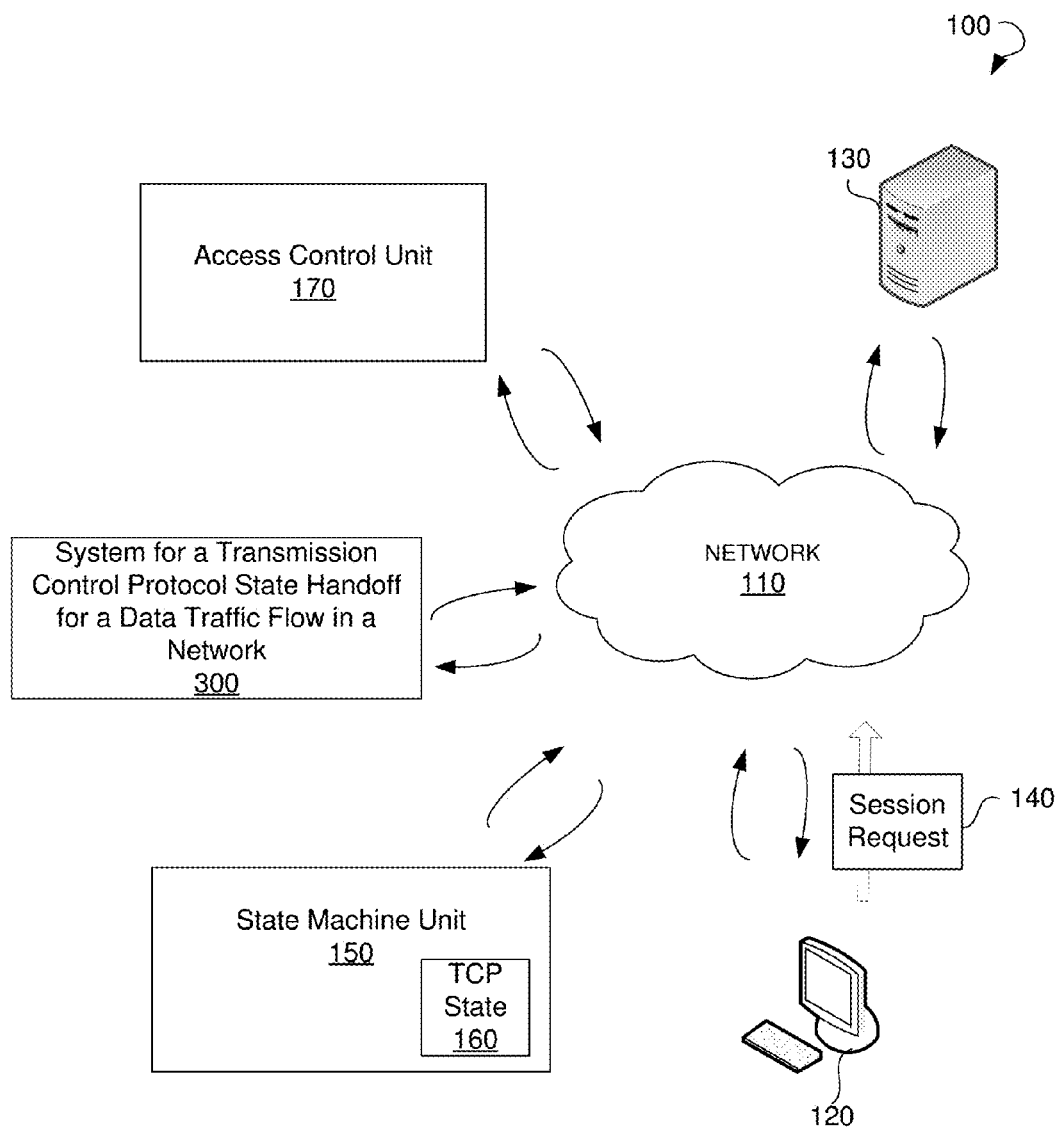 100
130
Access Control Unit
170
NETWORK
110
System for a Transmission
Control Protocol State Handoff
for a Data Traffic Flow in a
Network
300
Session
Request
140
State Machine Unit
150
TCP
State
160
120